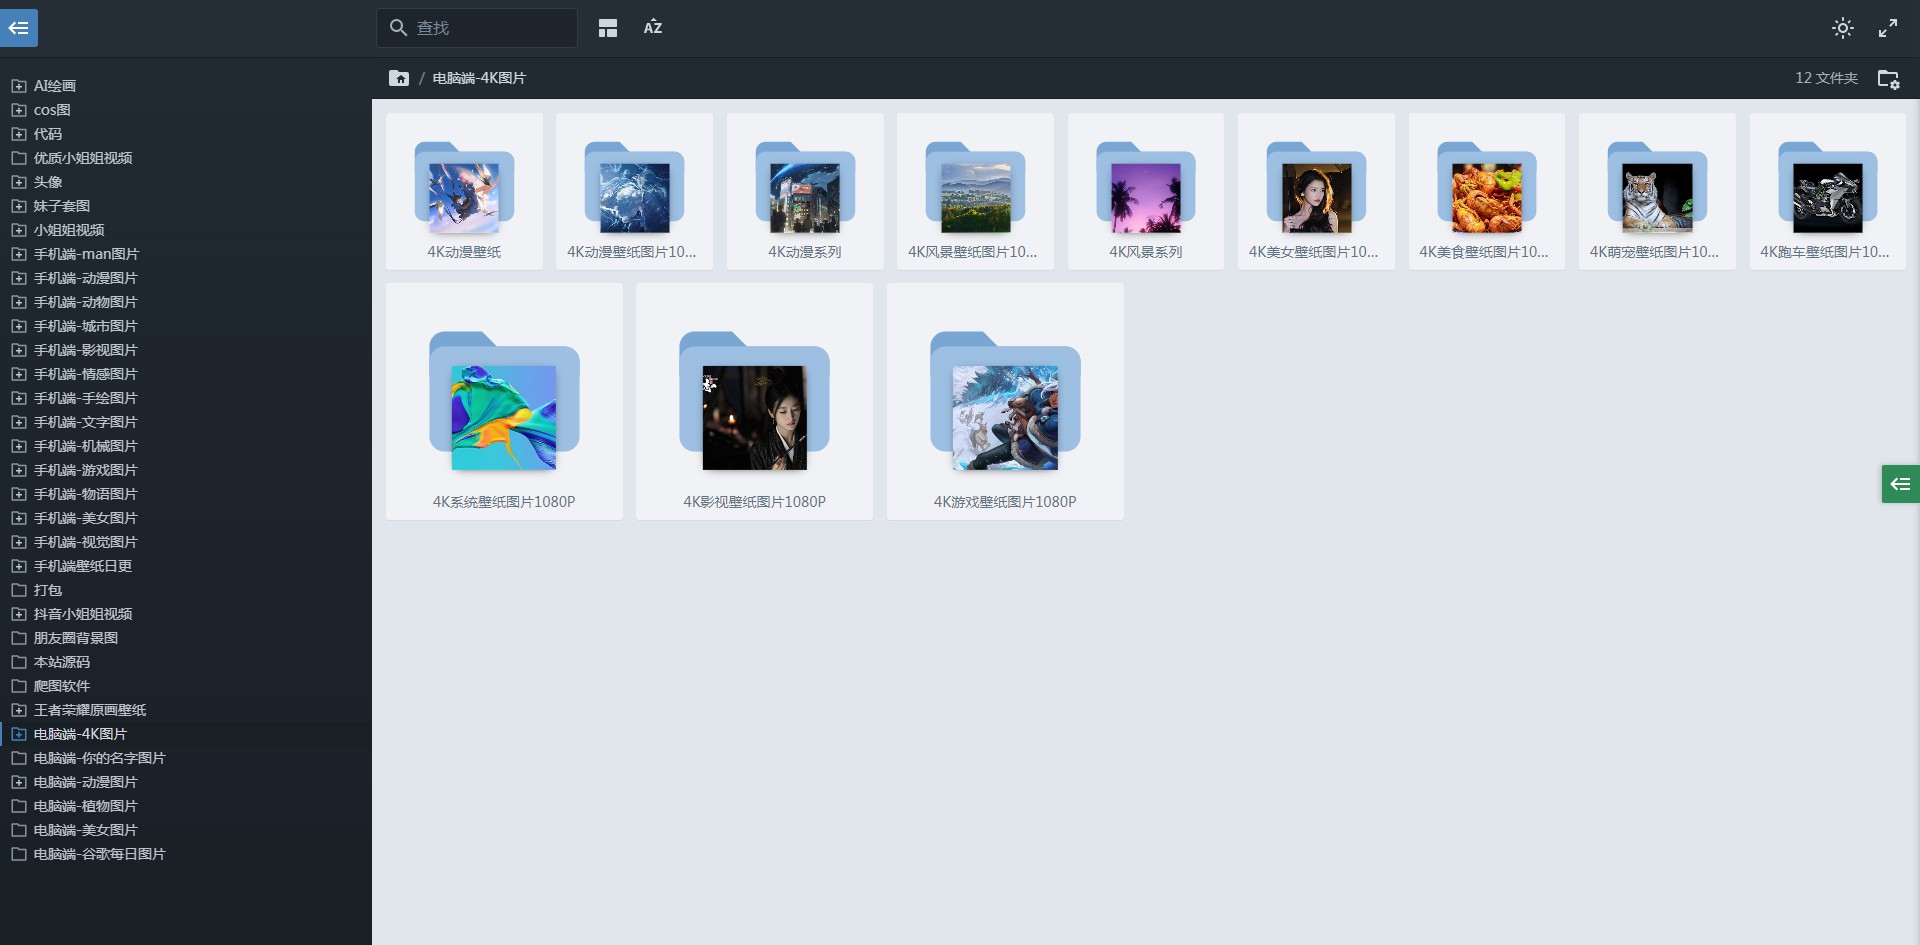 查找
AZ
/ 电脑端-4K图片
12 文件夹
AI绘画
cos图
代码
优质小姐姐视频
头像
妹子套图
小姐姐视频
手机端-man图片
手机端-动漫图片
手机端-动物图片
手机端-城市图片
手机端-影视图片
手机端-情感图片
手机端-手绘图片
手机端-文字图片
手机端-机械图片
手机端-游戏图片
手机端-物语图片
手机端-美女图片
手机端-视觉图片
手机端壁纸日更
打包
抖音小姐姐视频
朋友圈背景图
本站源码
爬图软件
王者荣耀原画壁纸
电脑端-4K图片
电脑端-你的名字图片
电脑端-动漫图片
电脑端-植物图片
电脑端-美女图片
电脑端-谷歌每日图片
4K动漫壁纸
4K动漫壁纸图片10...
4K动漫系列
4K风景壁纸图片10...
4K风景系列
4K美女壁纸图片10...
4K美食壁纸图片10...
4K萌宠壁纸图片10...
4K跑车壁纸图片10...
4K系统壁纸图片1080P
4K影视壁纸图片1080P
4K游戏壁纸图片1080P